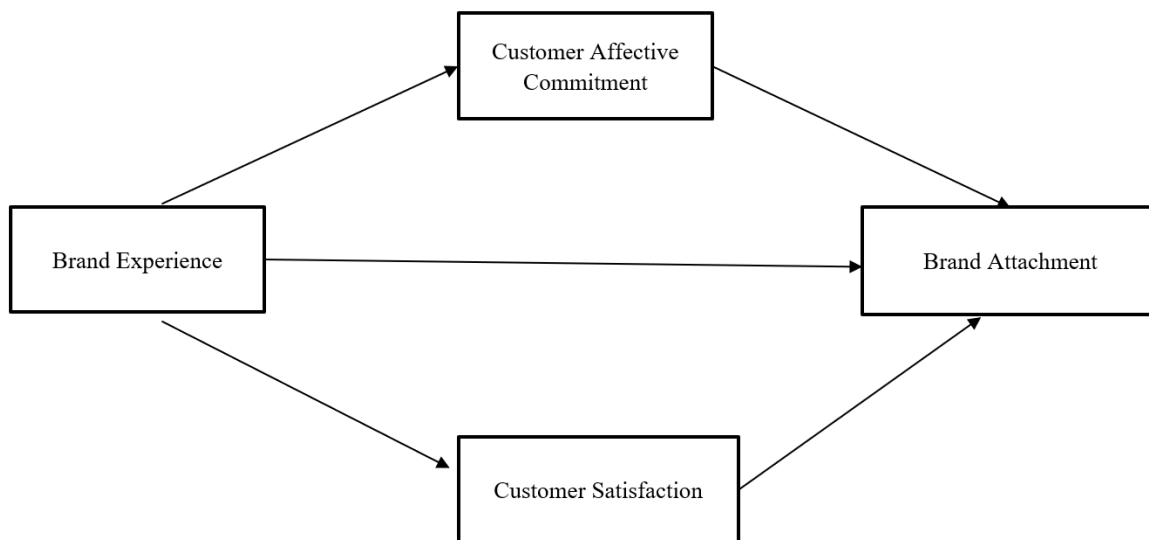 Customer Affective
Commitment
Brand Experience
Brand Attachment
Customer Satisfaction